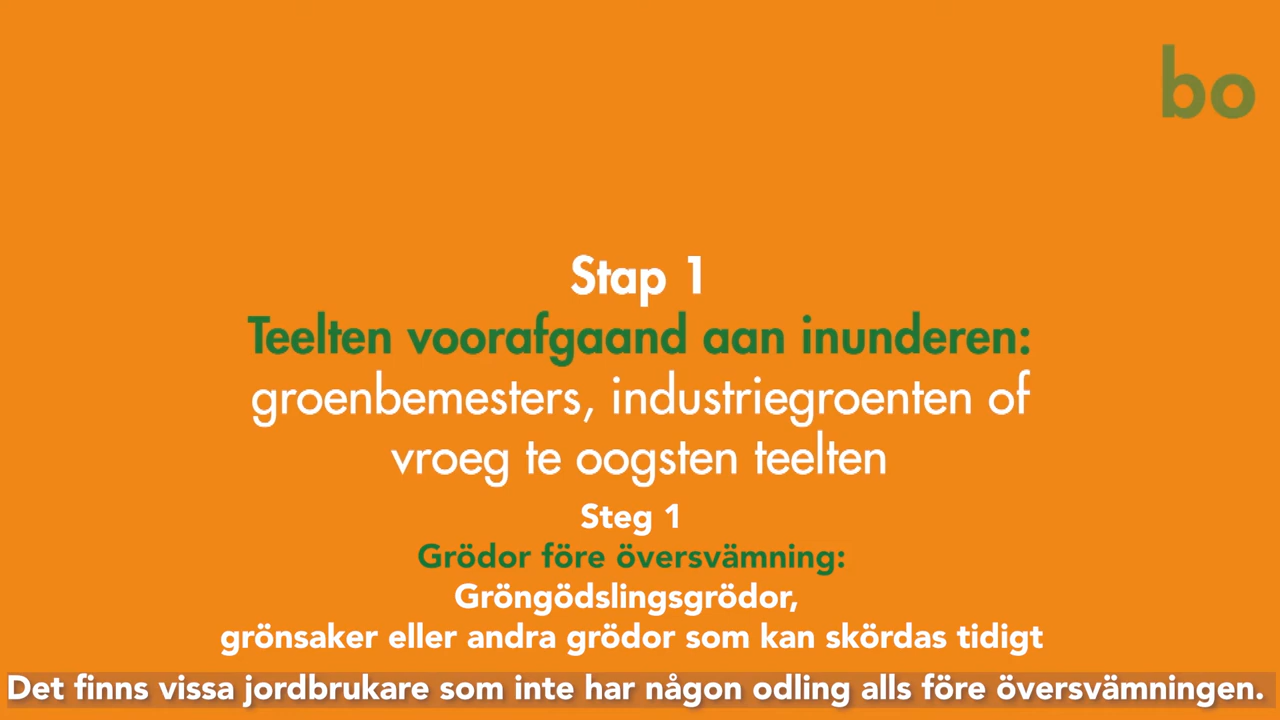 bo
Stap 1
Teelten voorafgaand aan inunderen:
groenbemesters, industriegroenten of
vroeg te oogsten teelten
Steg 1
Grödor före översvämning:
Gröngödslingsgrödor,
grönsaker eller andra grödor som kan skördas tidigt
Det finns vissa jordbrukare som inte har någon odling alls före översvämningen.